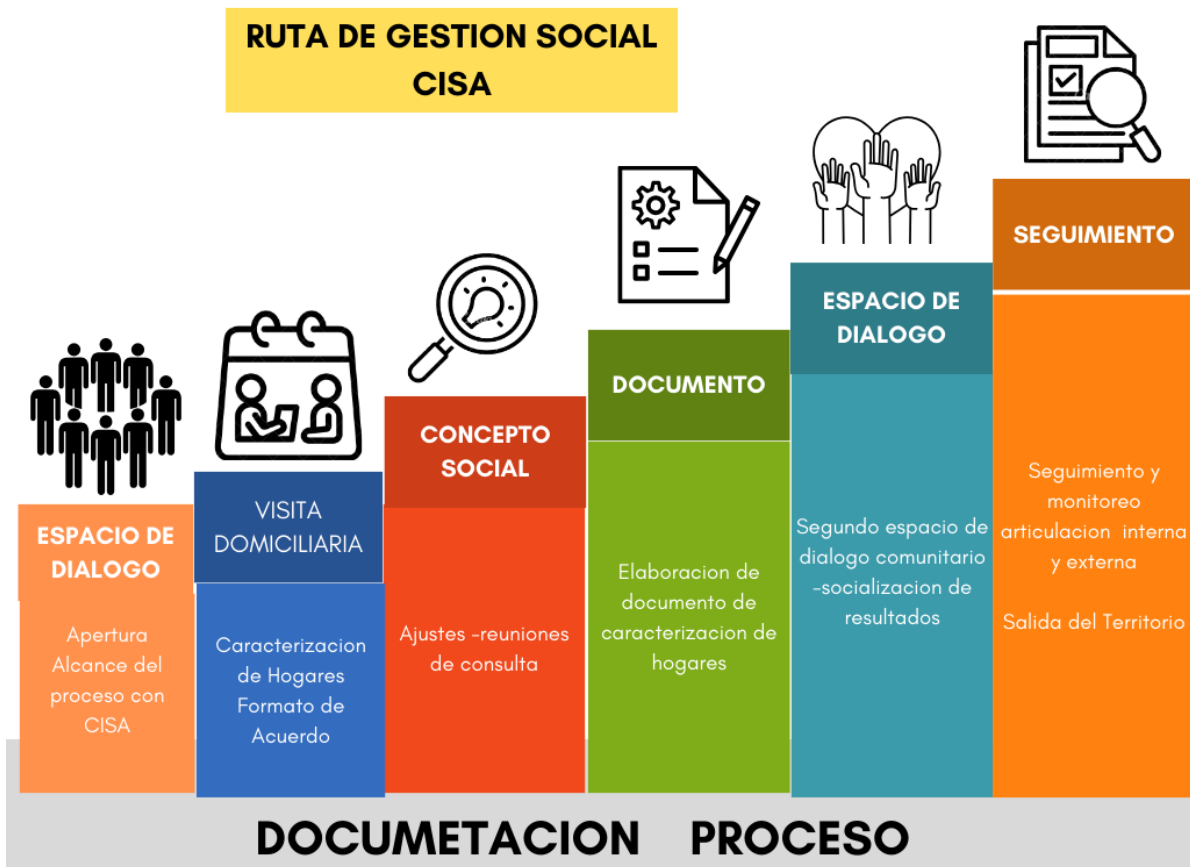 RUTA DE GESTION SOCIAL
CISA
ESPACIO DE
DIALOGO
Apertura
Alcance del
proceso con
CISA
VISITA
DOMICILIARIA
Caracterizacion
de Hogares
Formato de
Acuerdo
CONCEPTO
SOCIAL
Ajustes -reuniones
de consulta
DOCUMENTO
Elaboracion de
documento de
caracterizacion de
hogares
ESPACIO DE
DIALOGO
Segundo espacio de
dialogo comunitario
-socializacion de
resultados
SEGUIMIENTO
Seguimiento y
monitoreo
articulacion interna
y externa
Salida del Territorio
DOCUMETACION PROCESO